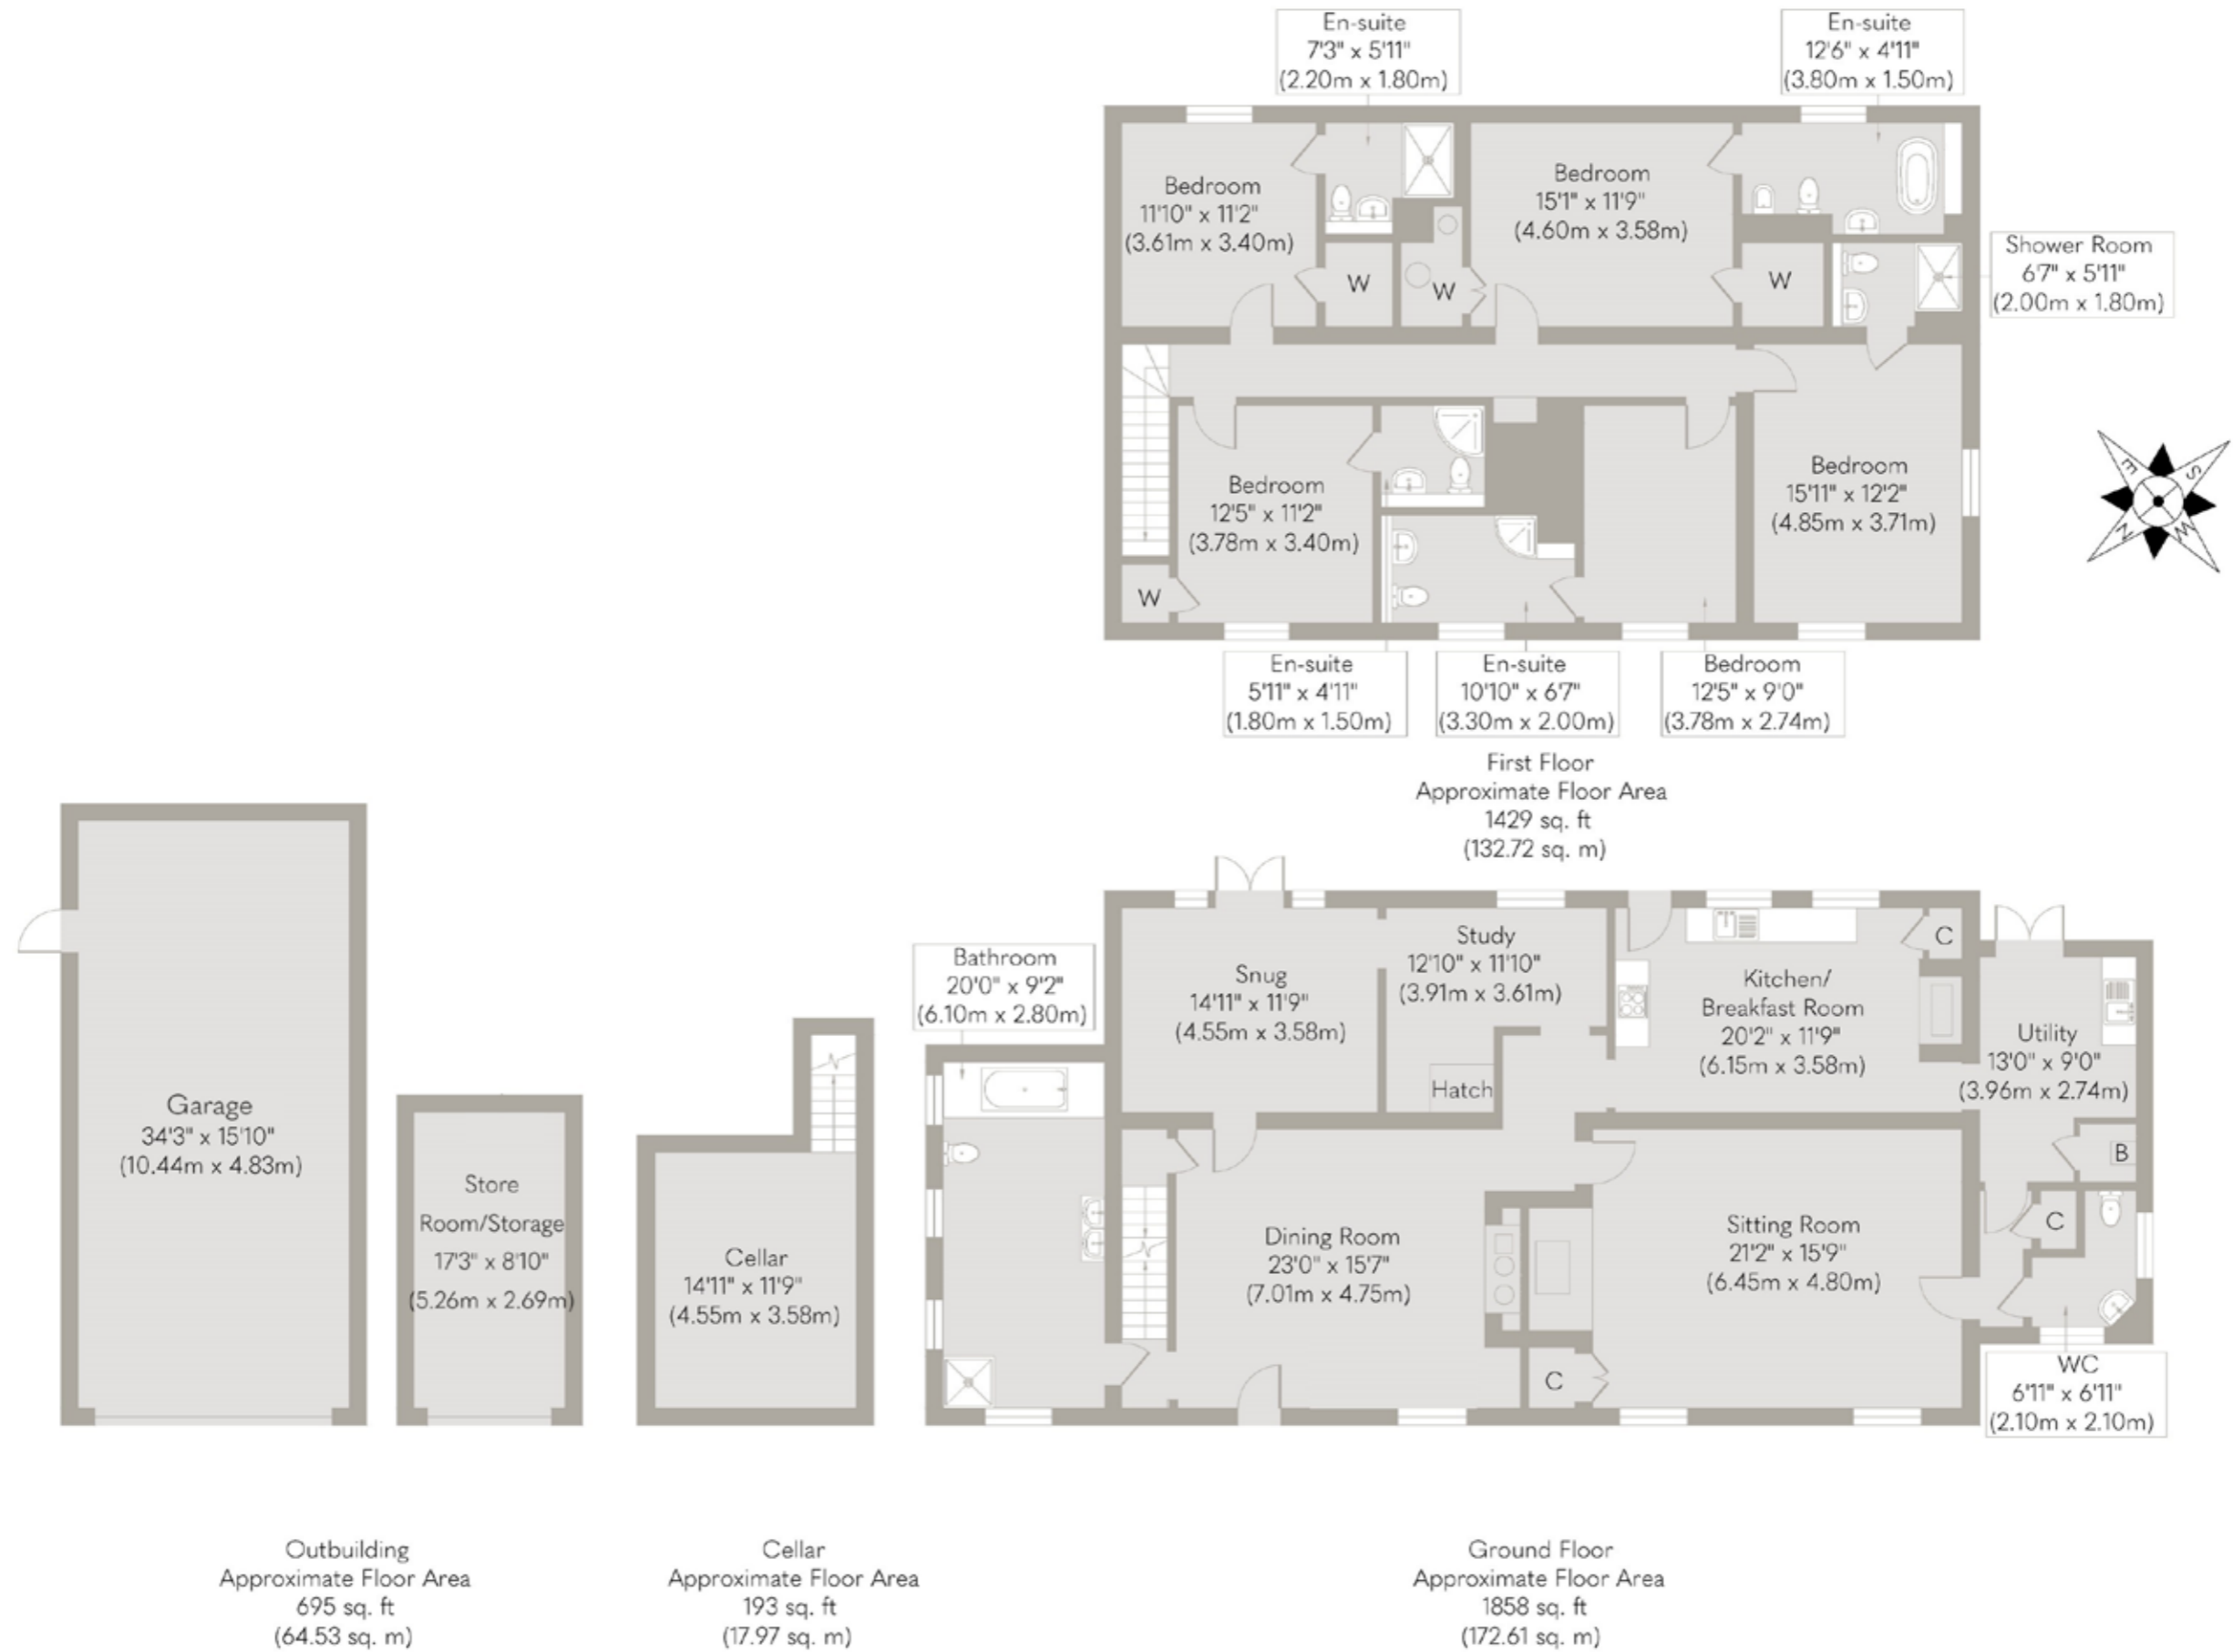 En-suite
7'3" x 5'11"
(2.20m x 1.80m)
En-suite
12'6" x 4'11"
(3.80m x 1.50m)
Bedroom
11'10" x 11'2"
(3.61m x 3.40m)
Bedroom
15'1" x 11'9"
(4.60m x 3.58m)
Shower Room
6'7" x 5'11"
(2.00m x 1.80m)
W
W
W
Bedroom
12'5" x 11'2"
(3.78m x 3.40m)
Bedroom
15'11" x 12'2"
(4.85m x 3.71m)
E
S
N
W
W
En-suite
5'11" x 4'11"
(1.80m x 1.50m)
En-suite
10'10" x 6'7"
(3.30m x 2.00m)
Bedroom
12'5" x 9'0"
(3.78m x 2.74m)
First Floor
Approximate Floor Area
1429 sq. ft
(132.72 sq. m)
Garage
34'3" x 15'10"
(10.44m x 4.83m)
Store
Room/Storage
17'3" x 8'10"
(5.26m x 2.69m)
Cellar
14'11" x 11'9"
(4.55m x 3.58m)
Bathroom
20'0" x 9'2"
(6.10m x 2.80m)
Snug
14'11" x 11'9"
(4.55m x 3.58m)
Study
12'10" x 11'10"
(3.91m x 3.61m)
Hatch
Kitchen/
Breakfast Room
20'2" x 11'9"
(6.15m x 3.58m)
C
Utility
13'0" x 9'0"
(3.96m x 2.74m)
B
Dining Room
23'0" x 15'7"
(7.01m x 4.75m)
Sitting Room
21'2" x 15'9"
(6.45m x 4.80m)
C
C
WC
6'11" x 6'11"
(2.10m x 2.10m)
Outbuilding
Approximate Floor Area
695 sq. ft
(64.53 sq. m)
Cellar
Approximate Floor Area
193 sq. ft
(17.97 sq. m)
Ground Floor
Approximate Floor Area
1858 sq. ft
(172.61 sq. m)